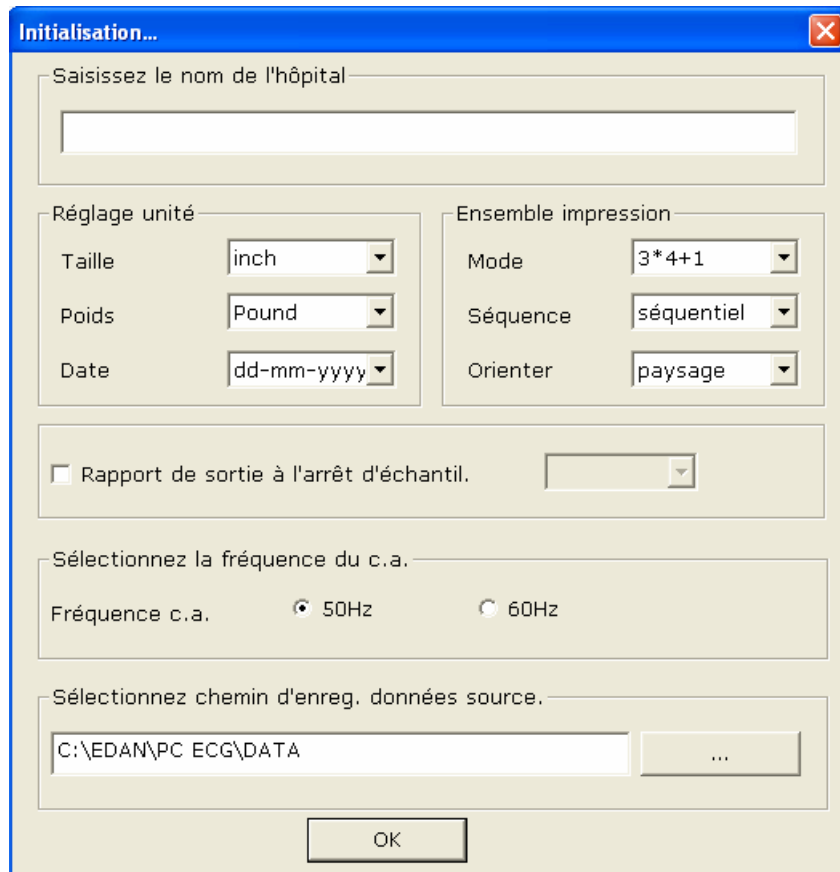 Initialisation...
Saisissez le nom de l'hôpital
Réglage unité
Taille inch
Poids Pound
Date dd-mm-yyyy
Ensemble impression
Mode 3*4+1
Séquence séquentiel
Orienter paysage
Rapport de sortie à l'arrêt d'échantil.
Sélectionnez la fréquence du c.a.
Fréquence c.a. 50Hz 60Hz
Sélectionnez chemin d'enreg. données source.
C:\EDAN\PC ECG\DATA ...
OK